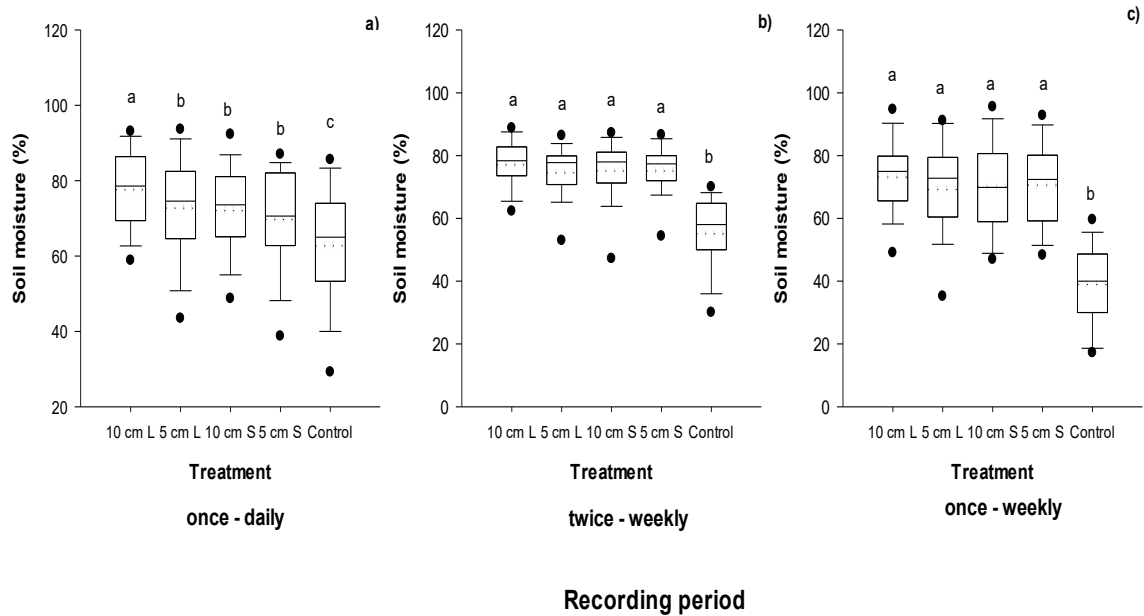 a)
120
100
80
60
40
20
Soil moisture (%)
a b b b c
10 cm L 5 cm L 10 cm S 5 cm S Control
Treatment
once - daily
b)
120
100
80
60
40
20
0
Soil moisture (%)
a a a a b
10 cm L 5 cm L 10 cm S 5 cm S Control
Treatment
twice - weekly
c)
120
100
80
60
40
20
0
Soil moisture (%)
a a a a b
10 cm L 5 cm L 10 cm S 5 cm S Control
Treatment
once - weekly
Recording period